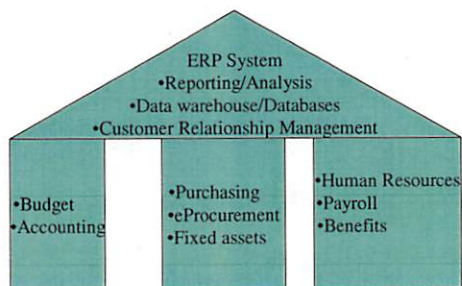 ERP System
•Reporting/Analysis
•Data warehouse/Databases
•Customer Relationship Management
•Budget
•Accounting
•Purchasing
•eProcurement
•Fixed assets
•Human Resources
•Payroll
•Benefits